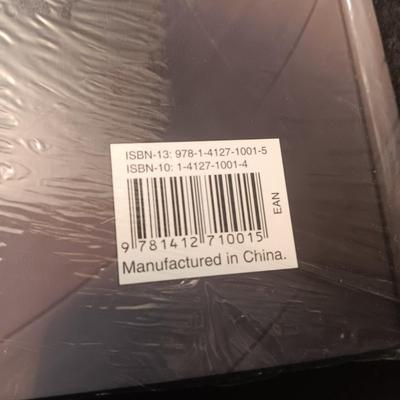 ISBN-13: 978-1-4127-1001-5
ISBN-10: 1-4127-1001-4
EAN
9 781412 710015
Manufactured in China.